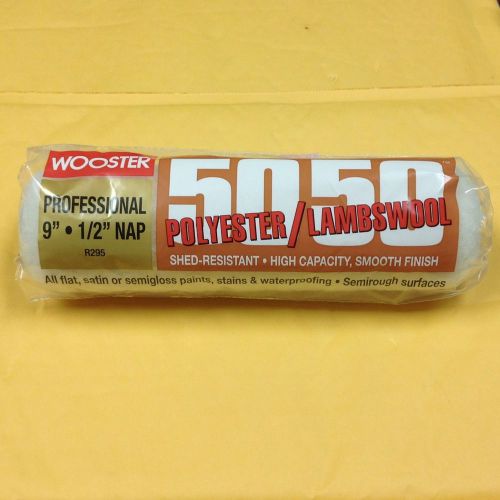 WOOSTER
PROFESSIONAL
9" • 1/2" NAP
R295
50 50™
POLYESTER/LAMBSWOOL
SHED-RESISTANT • HIGH CAPACITY, SMOOTH FINISH
All flat, satin or semigloss paints, stains & waterproofing • Semirough surfaces